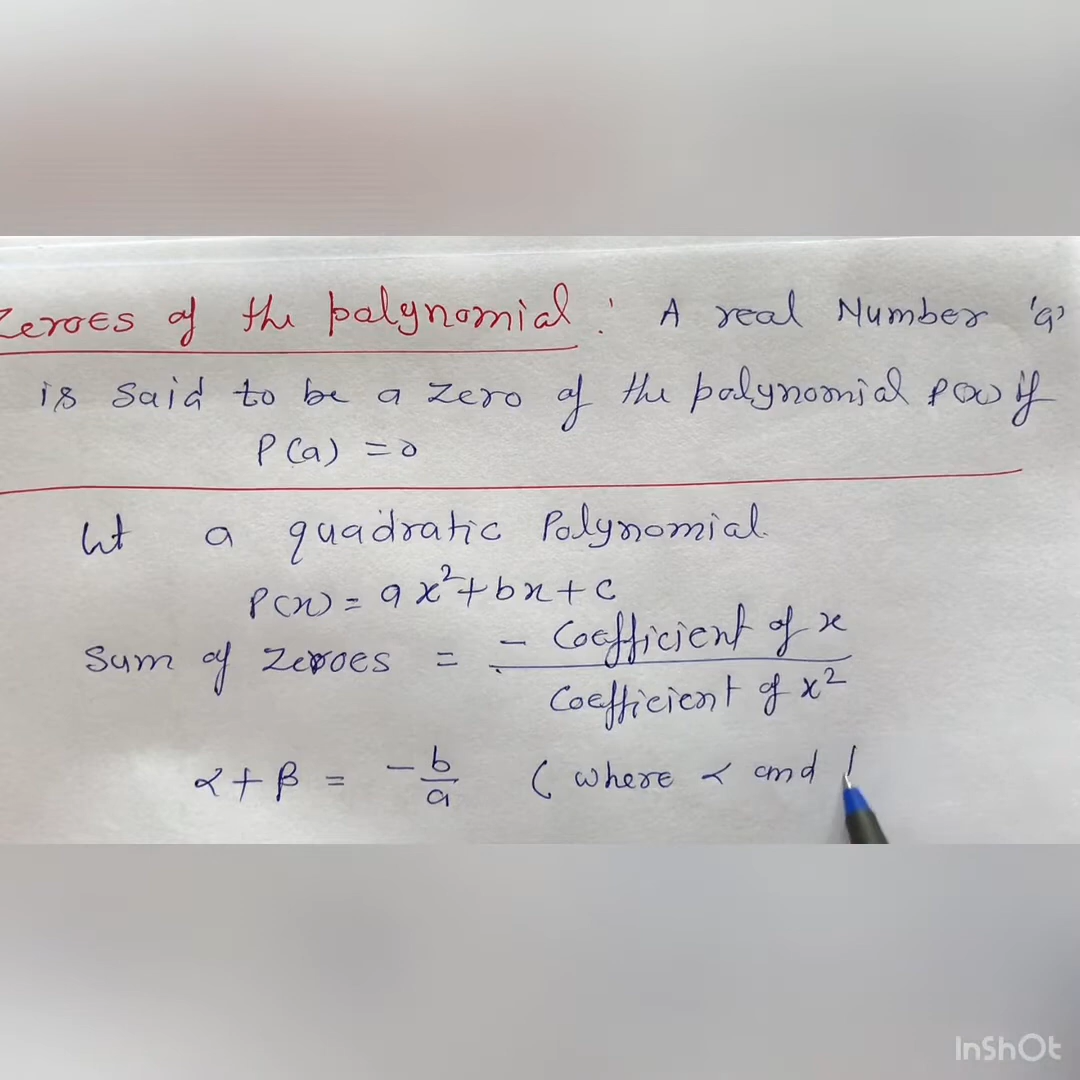 Zeroes of the polynomial : A real Number 'a'
is said to be a zero of the polynomial P(x) if
P(a) = 0
let a quadratic Polynomial.
P(x) = ax²+bx+c
Sum of zeroes = - Coefficient of x
Coefficient of x²
α+β = -b/a (where α and
InShOt